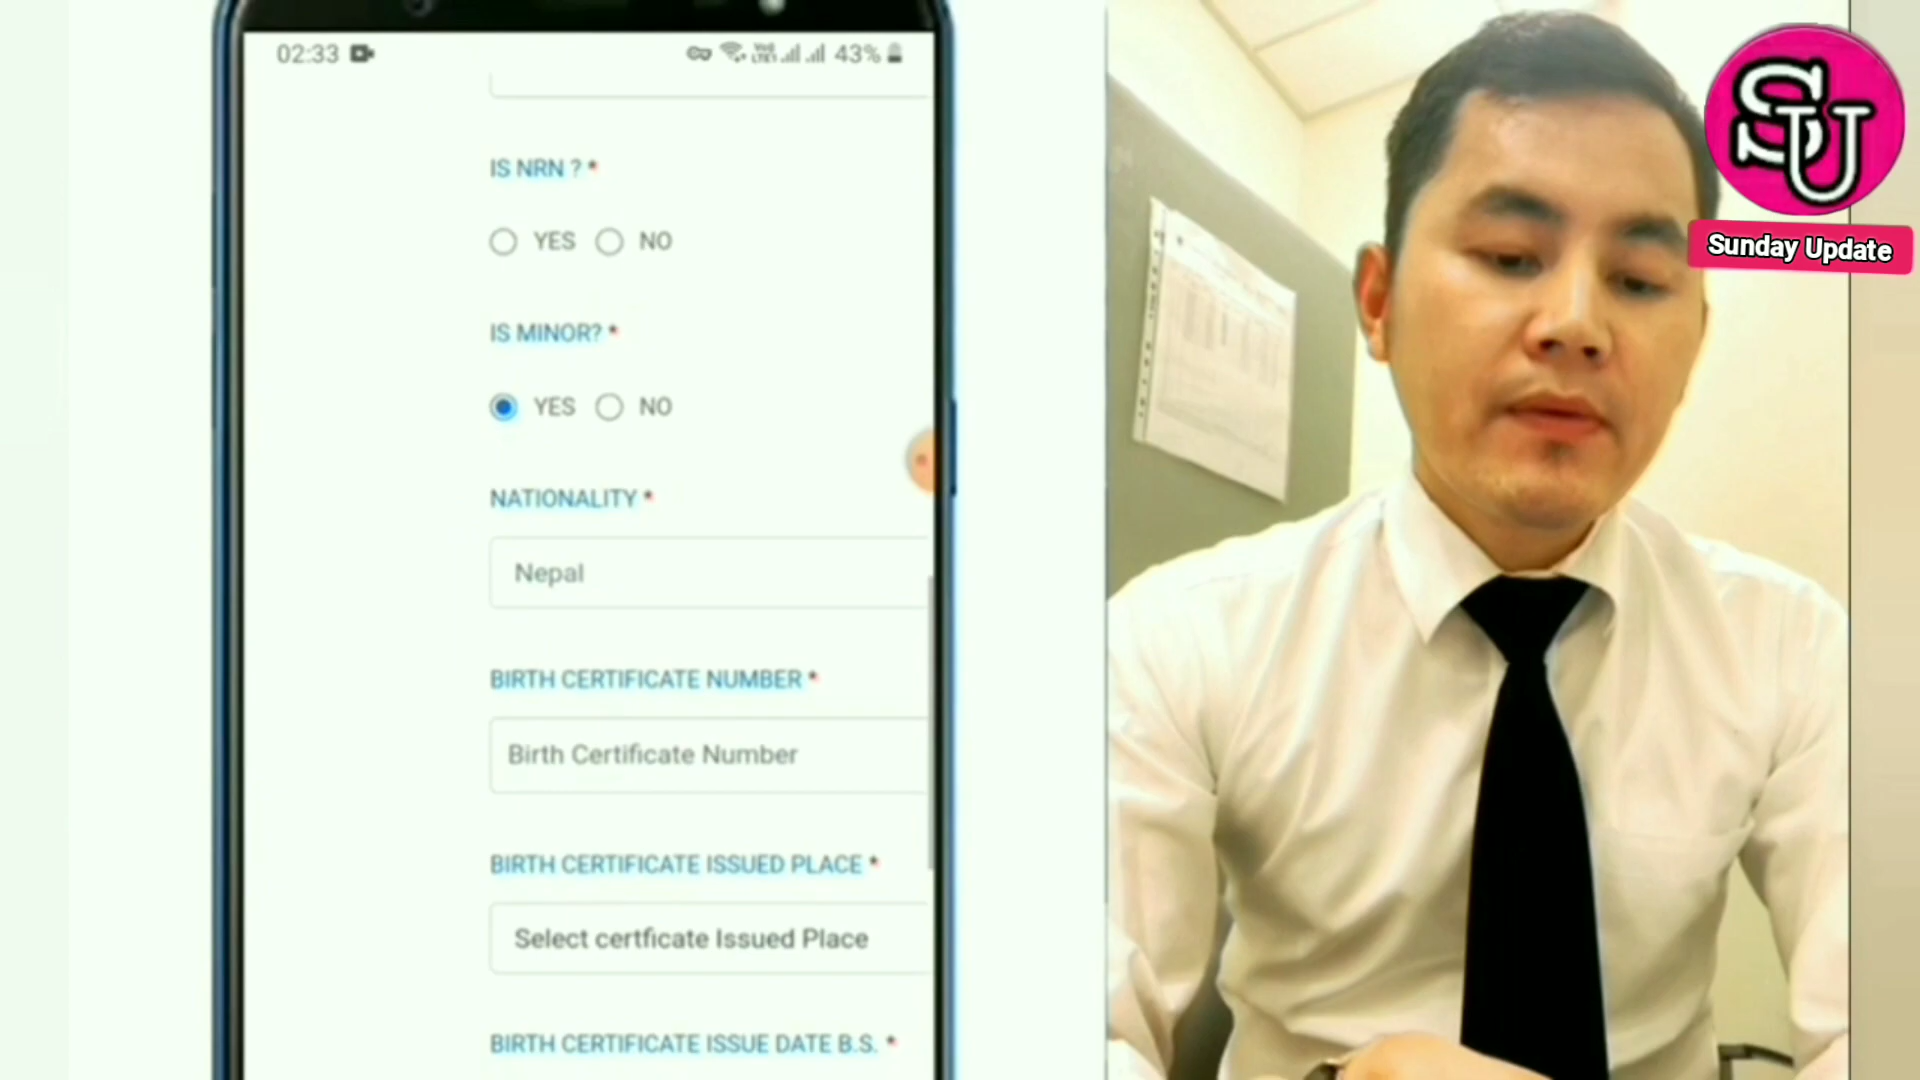 02:33
43%
IS NRN ? *
YES NO
IS MINOR? *
YES NO
NATIONALITY *
Nepal
BIRTH CERTIFICATE NUMBER *
Birth Certificate Number
BIRTH CERTIFICATE ISSUED PLACE *
Select certficate Issued Place
BIRTH CERTIFICATE ISSUE DATE B.S. *
SU
Sunday Update